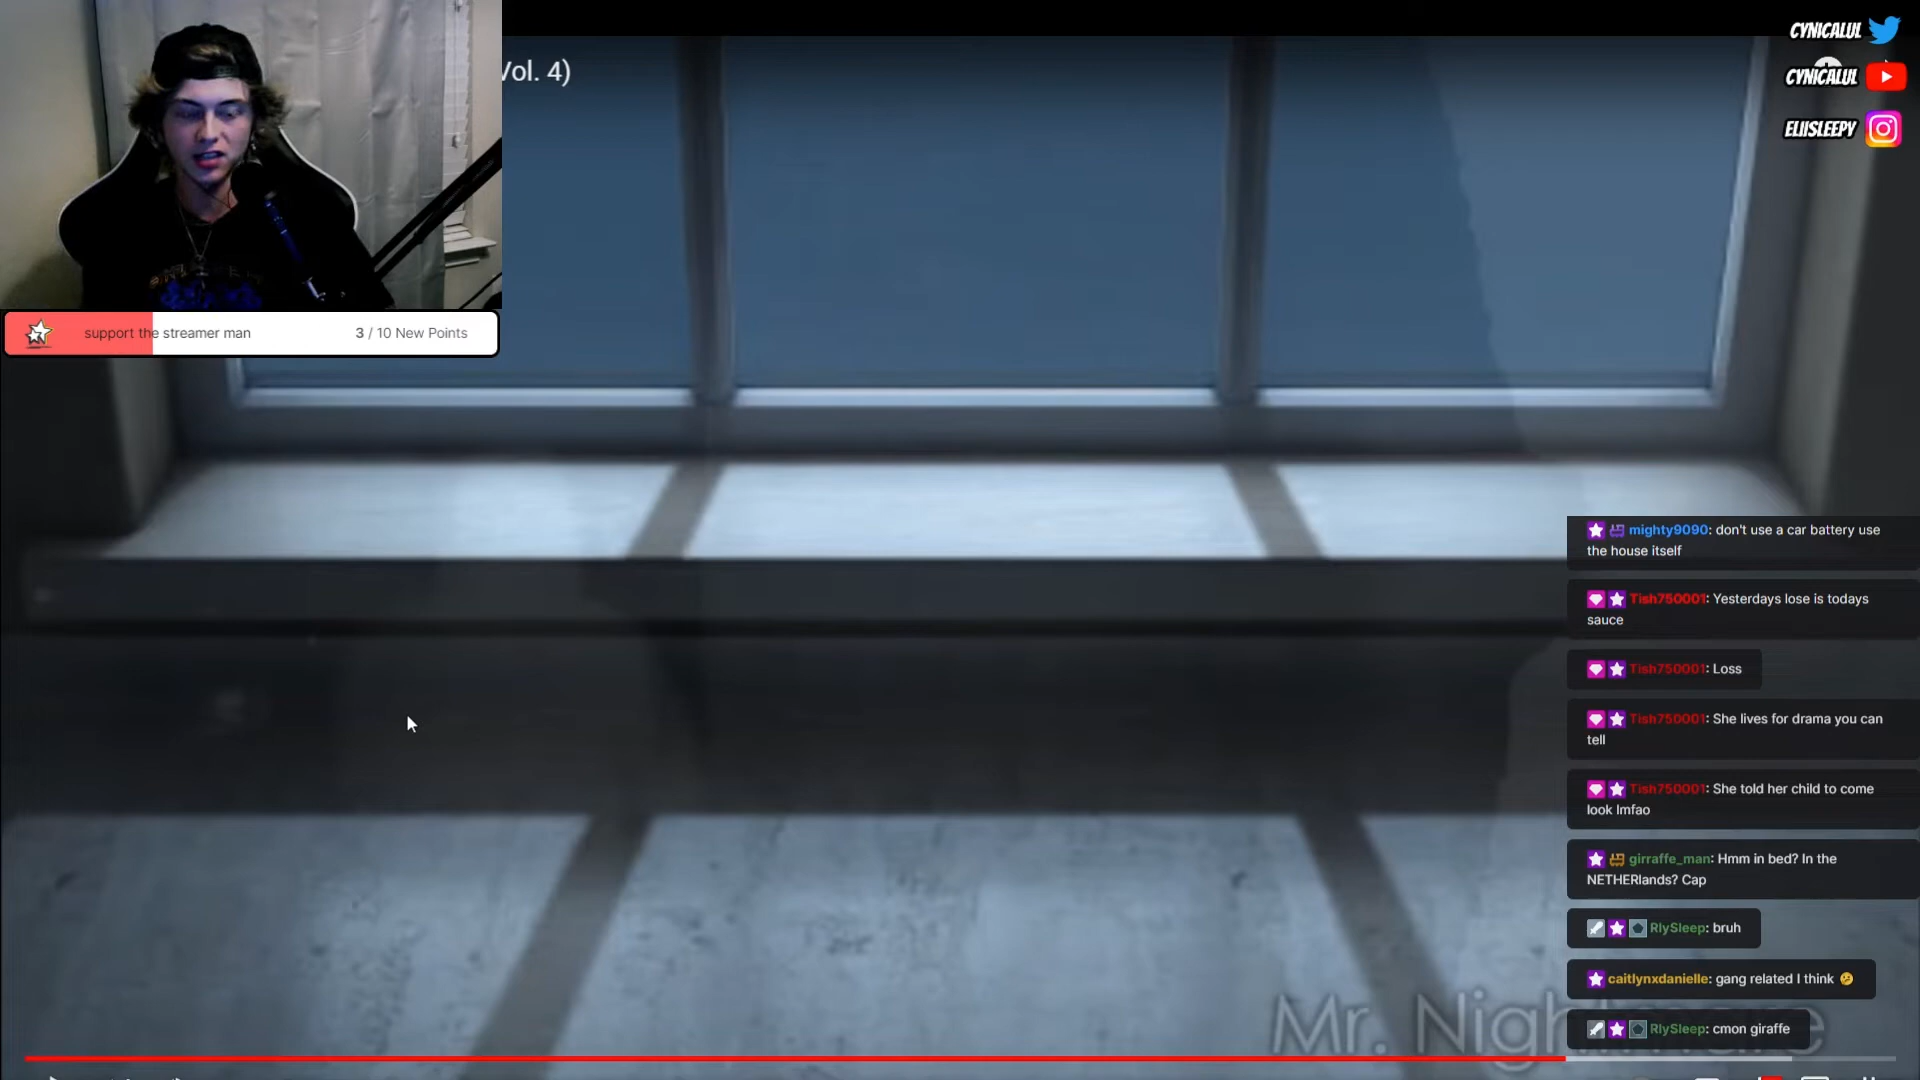 Vol. 4)
CYNICALUL
CYNICALUL
ELIISLEEPY
support the streamer man
3 / 10 New Points
mighty9090: don't use a car battery use
the house itself
Tish750001: Yesterdays lose is todays
sauce
Tish750001: Loss
Tish750001: She lives for drama you can
tell
Tish750001: She told her child to come
look lmfao
girraffe_man: Hmm in bed? In the
NETHERlands? Cap
RlySleep: bruh
caitlynxdanielle: gang related I think
RlySleep: cmon giraffe
Mr. Nightmare